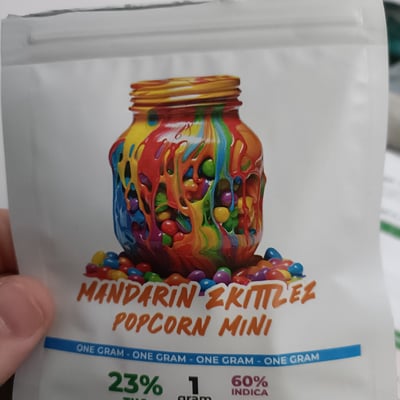 MANDARIN ZKITTLEZ
POPCORN MINI
ONE GRAM - ONE GRAM - ONE GRAM - ONE GRAM
23% 1 60%
gram INDICA